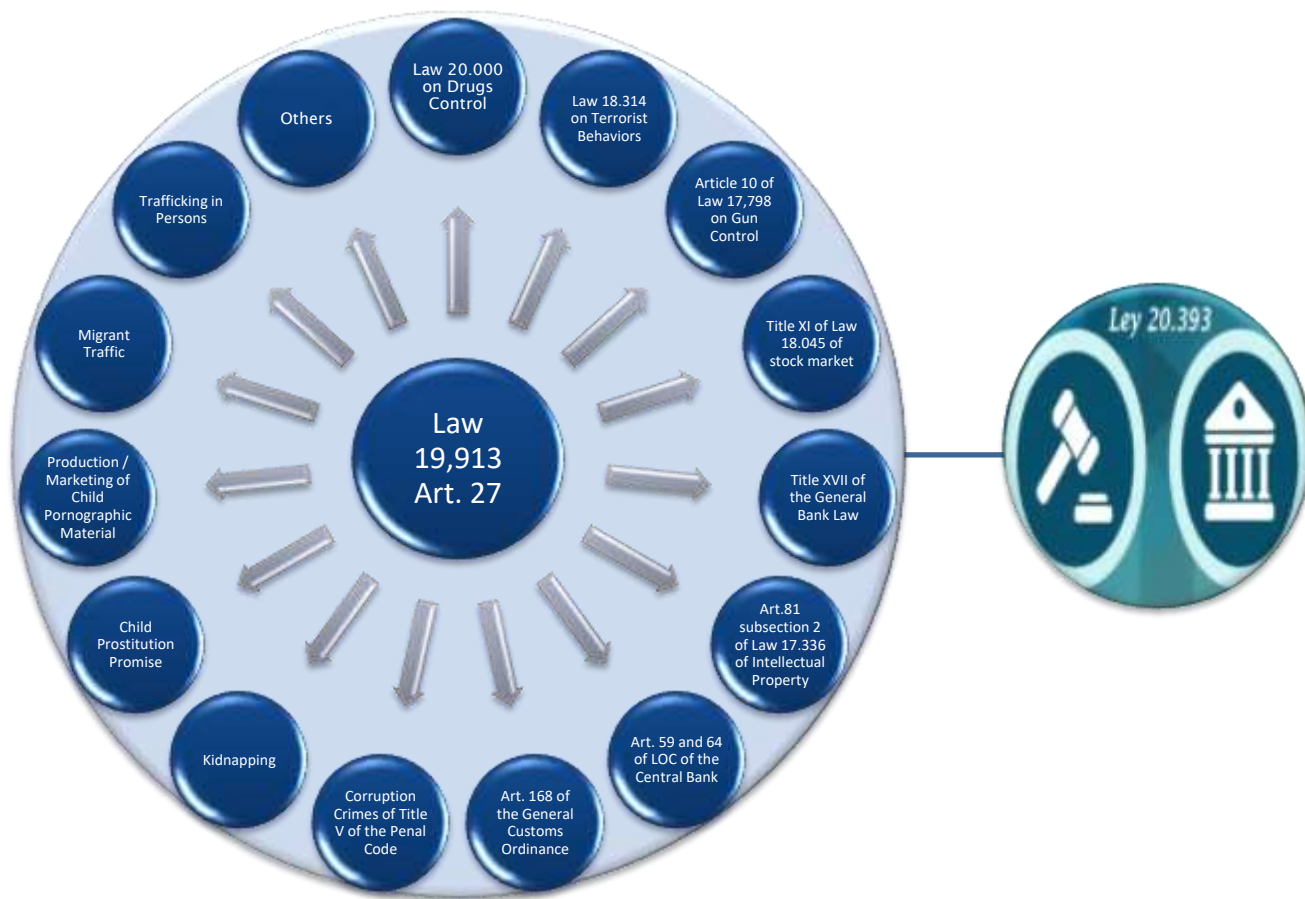 Law 20.000
on Drugs
Control
Law 18.314
on Terrorist
Behaviors
Article 10 of
Law 17,798
on Gun
Control
Title XI of Law
18.045 of
stock market
Title XVII of
the General
Bank Law
Art.81
subsection 2
of Law 17.336
of Intellectual
Property
Art. 59 and 64
of LOC of the
Central Bank
Art. 168 of
the General
Customs
Ordinance
Corruption
Crimes of Title
V of the Penal
Code
Kidnapping
Child
Prostitution
Promise
Production /
Marketing of
Child
Pornographic
Material
Migrant
Traffic
Trafficking in
Persons
Others
Law
19,913
Art. 27
Ley 20.393